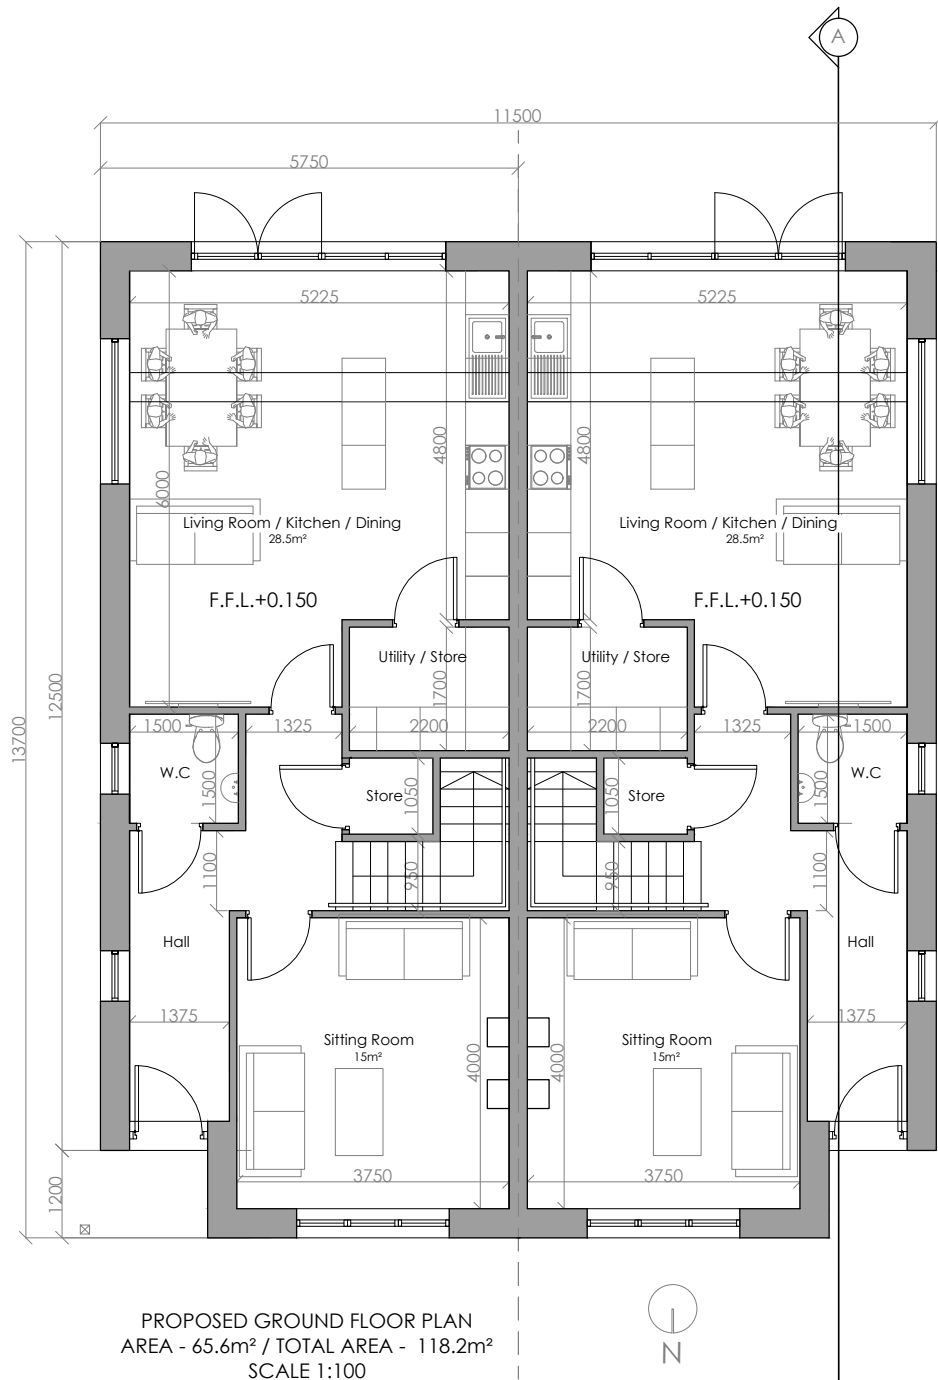 A
11500
5750
5225
5225
4800
4800
6000
Living Room / Kitchen / Dining
28.5m²
Living Room / Kitchen / Dining
28.5m²
F.F.L.+0.150
F.F.L.+0.150
Utility / Store
Utility / Store
1700
1700
12500
13700
1500
1325
2200
2200
1325
1500
W.C
W.C
1500
1500
Store
Store
1050
1050
1100
950
950
1100
Hall
Hall
1375
1375
Sitting Room
15m²
Sitting Room
15m²
4000
4000
3750
3750
1200
PROPOSED GROUND FLOOR PLAN
AREA - 65.6m² / TOTAL AREA - 118.2m²
SCALE 1:100
N